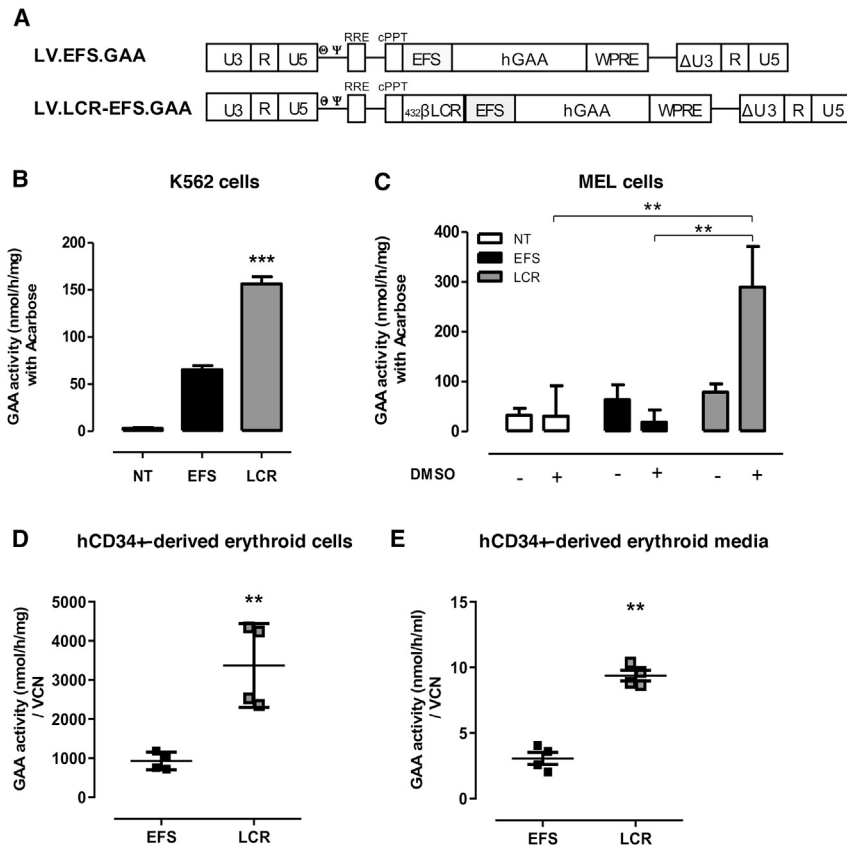 A
LV.EFS.GAA
U3 R U5 Θ Ψ RRE cPPT EFS hGAA WPRE ΔU3 R U5
LV.LCR-EFS.GAA
U3 R U5 Θ Ψ RRE cPPT 432βLCR EFS hGAA WPRE ΔU3 R U5
B
K562 cells
GAA activity (nmol/h/mg)
with Acarbose
200
150
100
50
0
***
NT EFS LCR
C
MEL cells
GAA activity (nmol/h/mg)
with Acarbose
400
300
200
100
0
NT
EFS
LCR
**
**
DMSO - + - + - +
D
hCD34+-derived erythroid cells
GAA activity (nmol/h/mg)
/ VCN
5000
4000
3000
2000
1000
0
**
EFS LCR
E
hCD34+-derived erythroid media
GAA activity (nmol/h/ml)
/ VCN
15
10
5
0
**
EFS LCR